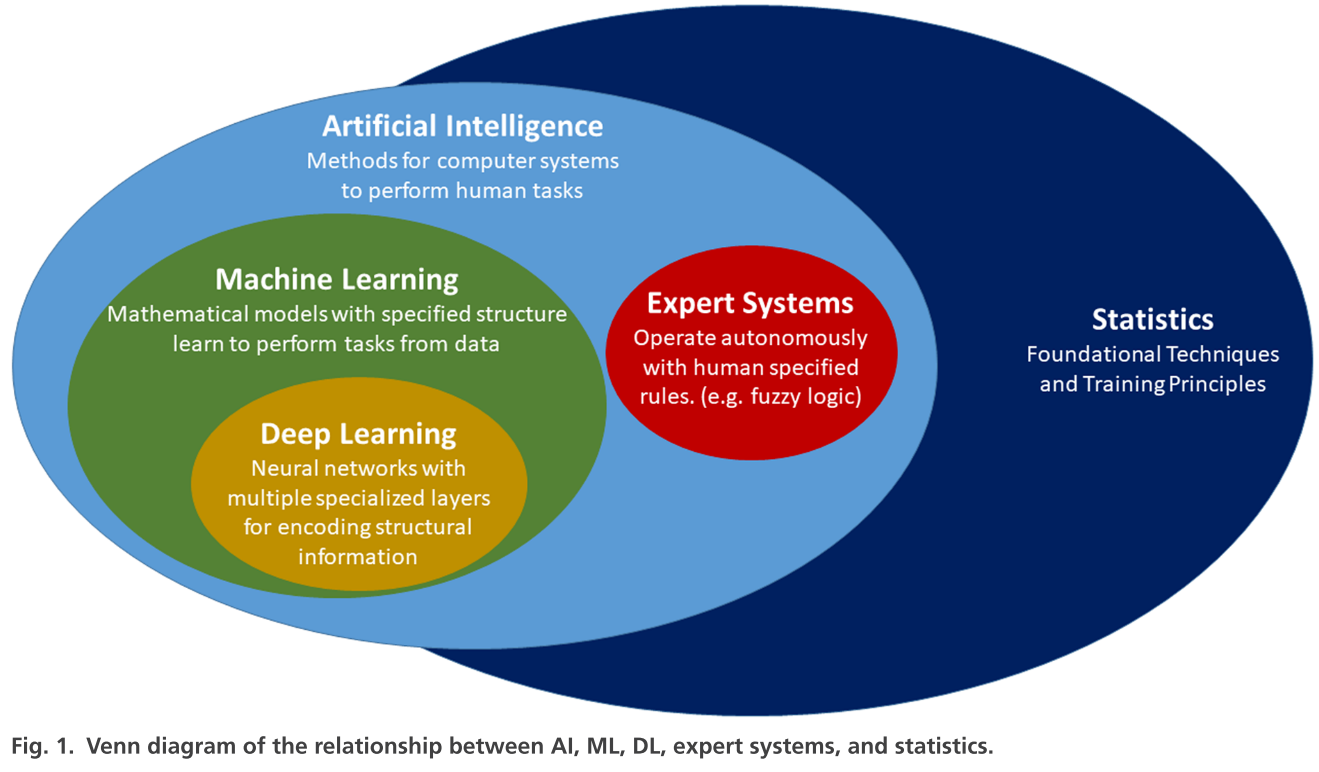 Artificial Intelligence
Methods for computer systems
to perform human tasks
Machine Learning
Mathematical models with specified structure
learn to perform tasks from data
Deep Learning
Neural networks with
multiple specialized layers
for encoding structural
information
Expert Systems
Operate autonomously
with human specified
rules. (e.g. fuzzy logic)
Statistics
Foundational Techniques
and Training Principles
Fig. 1. Venn diagram of the relationship between AI, ML, DL, expert systems, and statistics.